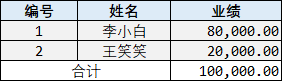 编号 姓名 业绩
1 李小白 80,000.00
2 王笑笑 20,000.00
合计 100,000.00